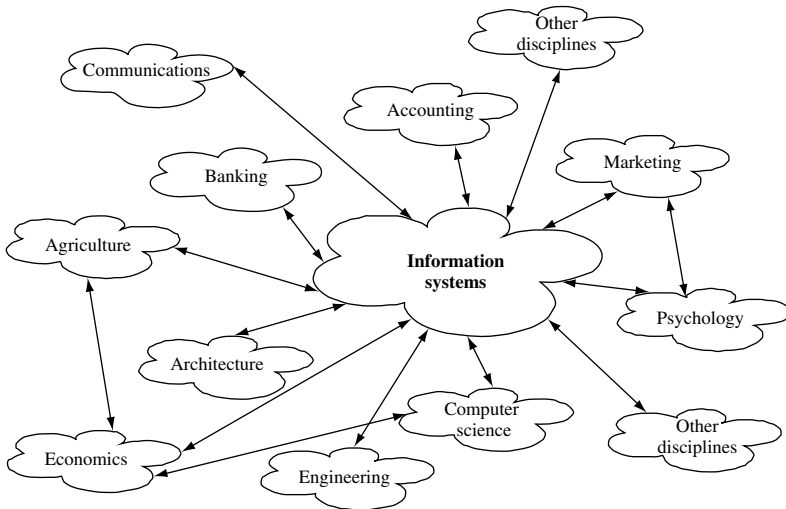 Other
disciplines
Communications
Accounting
Marketing
Banking
Agriculture
Information
systems
Psychology
Architecture
Computer
science
Other
disciplines
Economics
Engineering